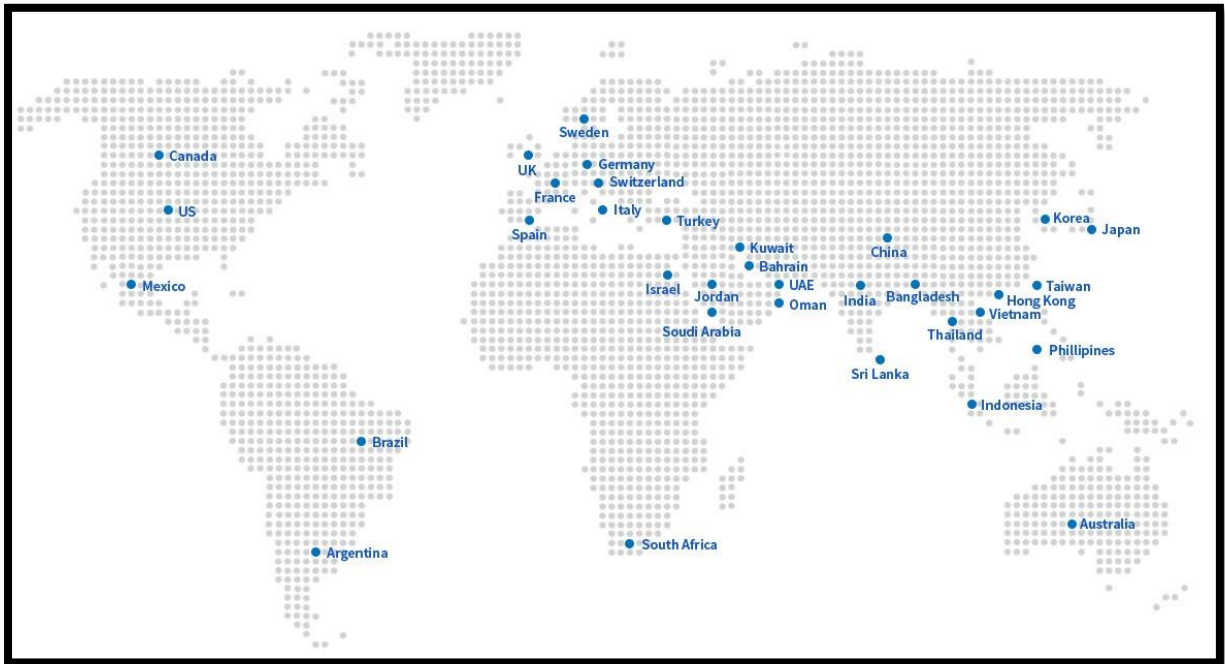 Sweden
Canada
UK
Germany
Switzerland
France
US
Italy
Spain
Turkey
Korea
Japan
Kuwait
China
Bahrain
Israel
Jordan
UAE
India
Bangladesh
Taiwan
Mexico
Oman
Hong Kong
Vietnam
Soudi Arabia
Thailand
Phillipines
Sri Lanka
Indonesia
Brazil
Australia
South Africa
Argentina